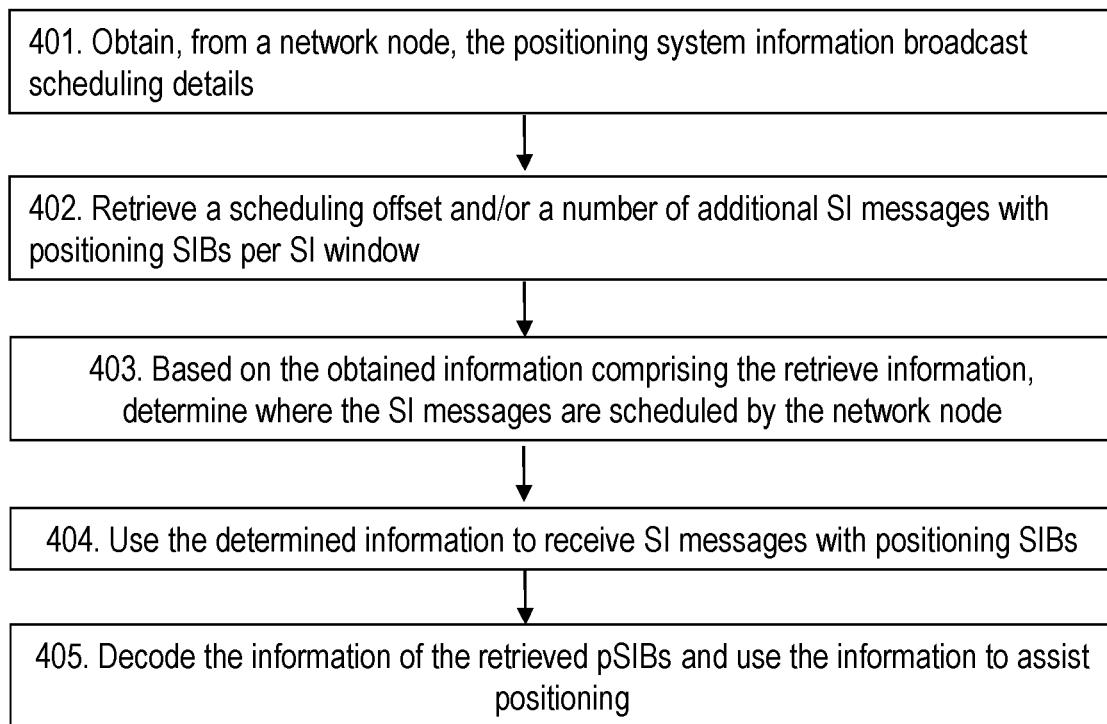 401. Obtain, from a network node, the positioning system information broadcast
scheduling details
402. Retrieve a scheduling offset and/or a number of additional SI messages with
positioning SIBs per SI window
403. Based on the obtained information comprising the retrieve information,
determine where the SI messages are scheduled by the network node
404. Use the determined information to receive SI messages with positioning SIBs
405. Decode the information of the retrieved pSIBs and use the information to assist
positioning